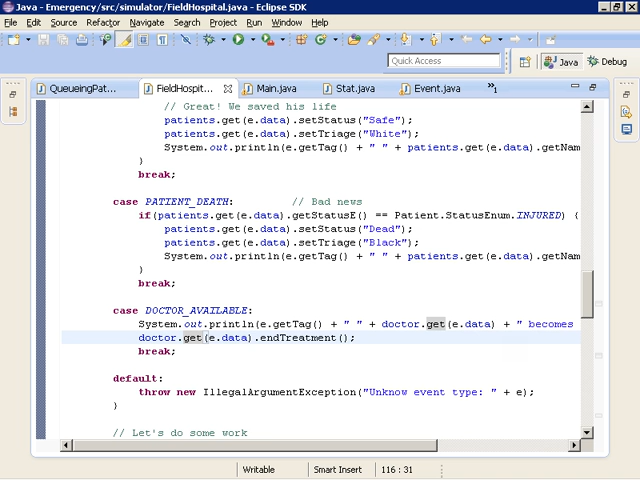 Java - Emergency/src/simulator/FieldHospital.java - Eclipse SDK
File Edit Source Refactor Navigate Search Project Run Window Help
Quick Access Java Debug
QueueingPat... FieldHospit... Main.java Stat.java Event.java »1
// Great! We saved his life
patients.get(e.data).setStatus("Safe");
patients.get(e.data).setTriage("White");
System.out.println(e.getTag() + " " + patients.get(e.data).getNam
}
break;
case PATIENT_DEATH: // Bad news
if(patients.get(e.data).getStatusE() == Patient.StatusEnum.INJURED) {
patients.get(e.data).setStatus("Dead");
patients.get(e.data).setTriage("Black");
System.out.println(e.getTag() + " " + patients.get(e.data).getNam
}
break;
case DOCTOR_AVAILABLE:
System.out.println(e.getTag() + " " + doctor.get(e.data) + " becomes
doctor.get(e.data).endTreatment();
break;
default:
throw new IllegalArgumentException("Unknow event type: " + e);
}
// Let's do some work
Writable Smart Insert 116 : 31